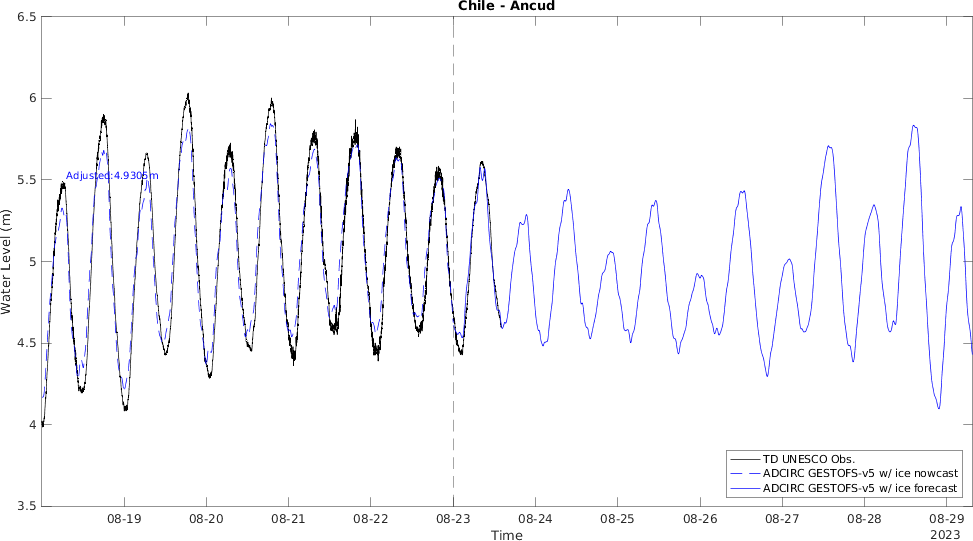 Chile - Ancud
6.5
6
5.5
5
4.5
4
3.5
Water Level (m)
Adjusted:4.9305m
TD UNESCO Obs.
ADCIRC GESTOFS-v5 w/ ice nowcast
ADCIRC GESTOFS-v5 w/ ice forecast
08-19 08-20 08-21 08-22 08-23 08-24 08-25 08-26 08-27 08-28 08-29
2023
Time